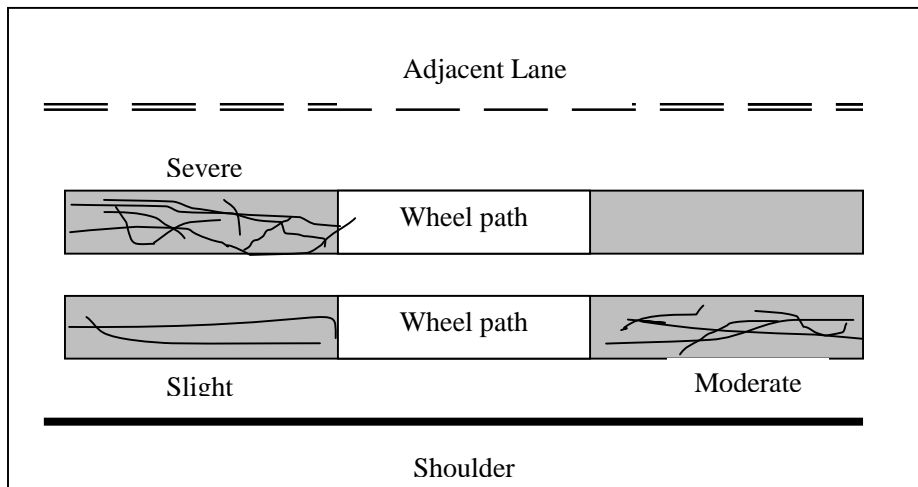 Adjacent Lane
Severe
Wheel path
Wheel path
Slight
Moderate
Shoulder